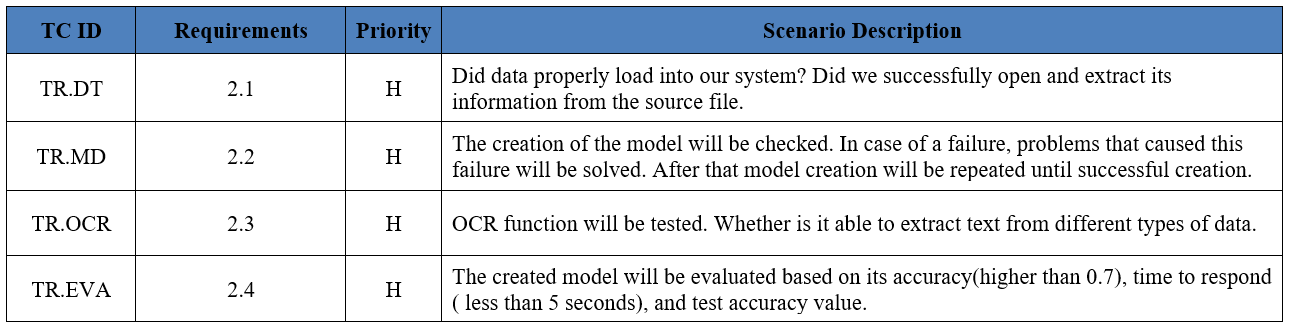 TC ID Requirements Priority Scenario Description
TR.DT 2.1 H Did data properly load into our system? Did we successfully open and extract its
information from the source file.
TR.MD 2.2 H The creation of the model will be checked. In case of a failure, problems that caused this
failure will be solved. After that model creation will be repeated until successful creation.
TR.OCR 2.3 H OCR function will be tested. Whether is it able to extract text from different types of data.
TR.EVA 2.4 H The created model will be evaluated based on its accuracy(higher than 0.7), time to respond
( less than 5 seconds), and test accuracy value.